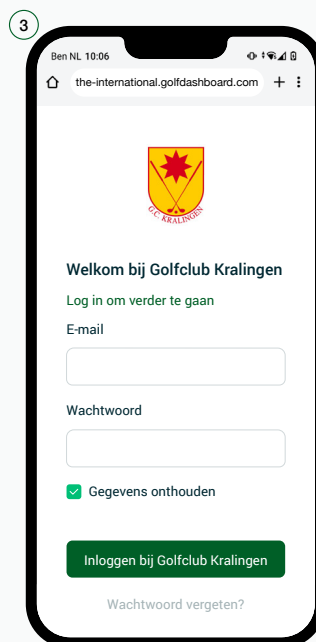 3
Ben NL 10:06
the-international.golfdashboard.com
G.C. KRALINGEN
Welkom bij Golfclub Kralingen
Log in om verder te gaan
E-mail
Wachtwoord
Gegevens onthouden
Inloggen bij Golfclub Kralingen
Wachtwoord vergeten?